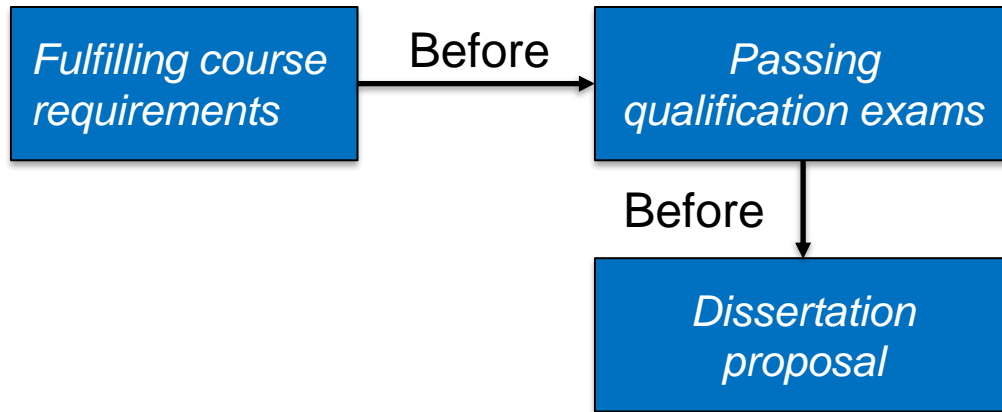 Fulfilling course
requirements
Before
Passing
qualification exams
Before
Dissertation
proposal